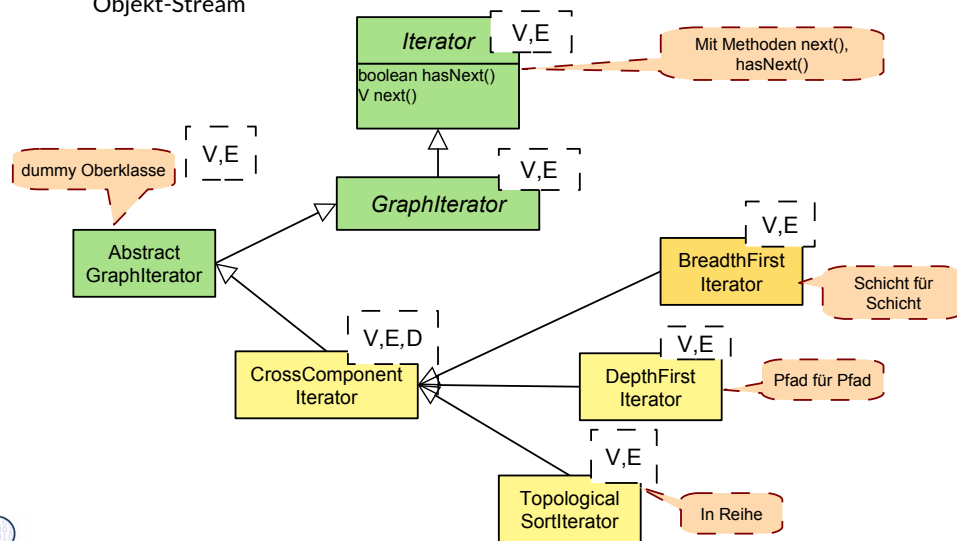 Objekt-Stream
Iterator
V,E
boolean hasNext()
V next()
Mit Methoden next(),
hasNext()
dummy Oberklasse
V,E
GraphIterator
V,E
Abstract
GraphIterator
V,E
BreadthFirst
Iterator
Schicht für
Schicht
V,E,D
CrossComponent
Iterator
V,E
DepthFirst
Iterator
Pfad für Pfad
V,E
Topological
SortIterator
In Reihe